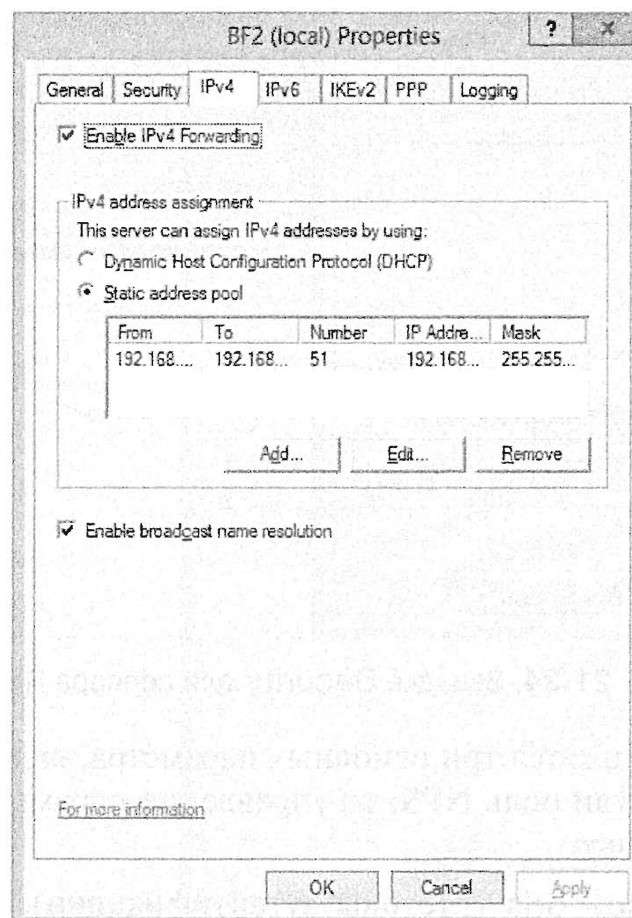 BF2 (local) Properties
? ×
General Security IPv4 IPv6 IKEv2 PPP Logging
Enable IPv4 Forwarding
IPv4 address assignment
This server can assign IPv4 addresses by using:
Dynamic Host Configuration Protocol (DHCP)
Static address pool
From To Number IP Addre... Mask
192.168.... 192.168... 51 192.168... 255.255...
Add... Edit... Remove
Enable broadcast name resolution
For more information
OK Cancel Apply